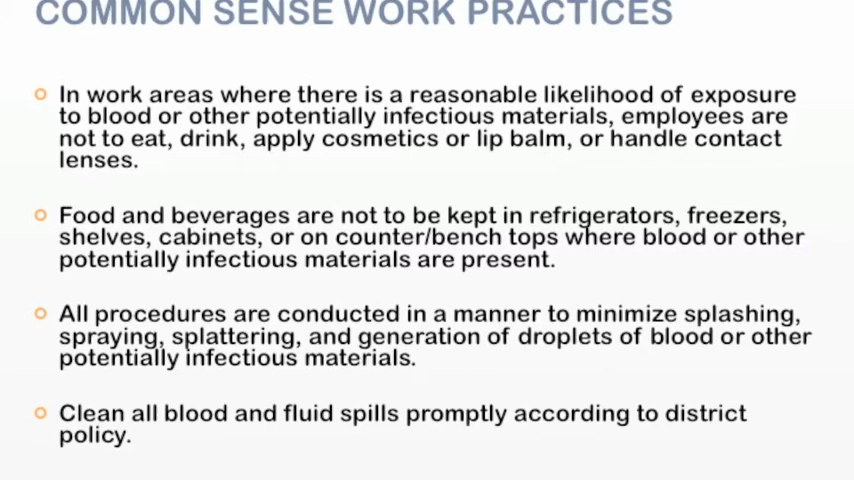 COMMON SENSE WORK PRACTICES
In work areas where there is a reasonable likelihood of exposure
to blood or other potentially infectious materials, employees are
not to eat, drink, apply cosmetics or lip balm, or handle contact
lenses.
Food and beverages are not to be kept in refrigerators, freezers,
shelves, cabinets, or on counter/bench tops where blood or other
potentially infectious materials are present.
All procedures are conducted in a manner to minimize splashing,
spraying, splattering, and generation of droplets of blood or other
potentially infectious materials.
Clean all blood and fluid spills promptly according to district
policy.